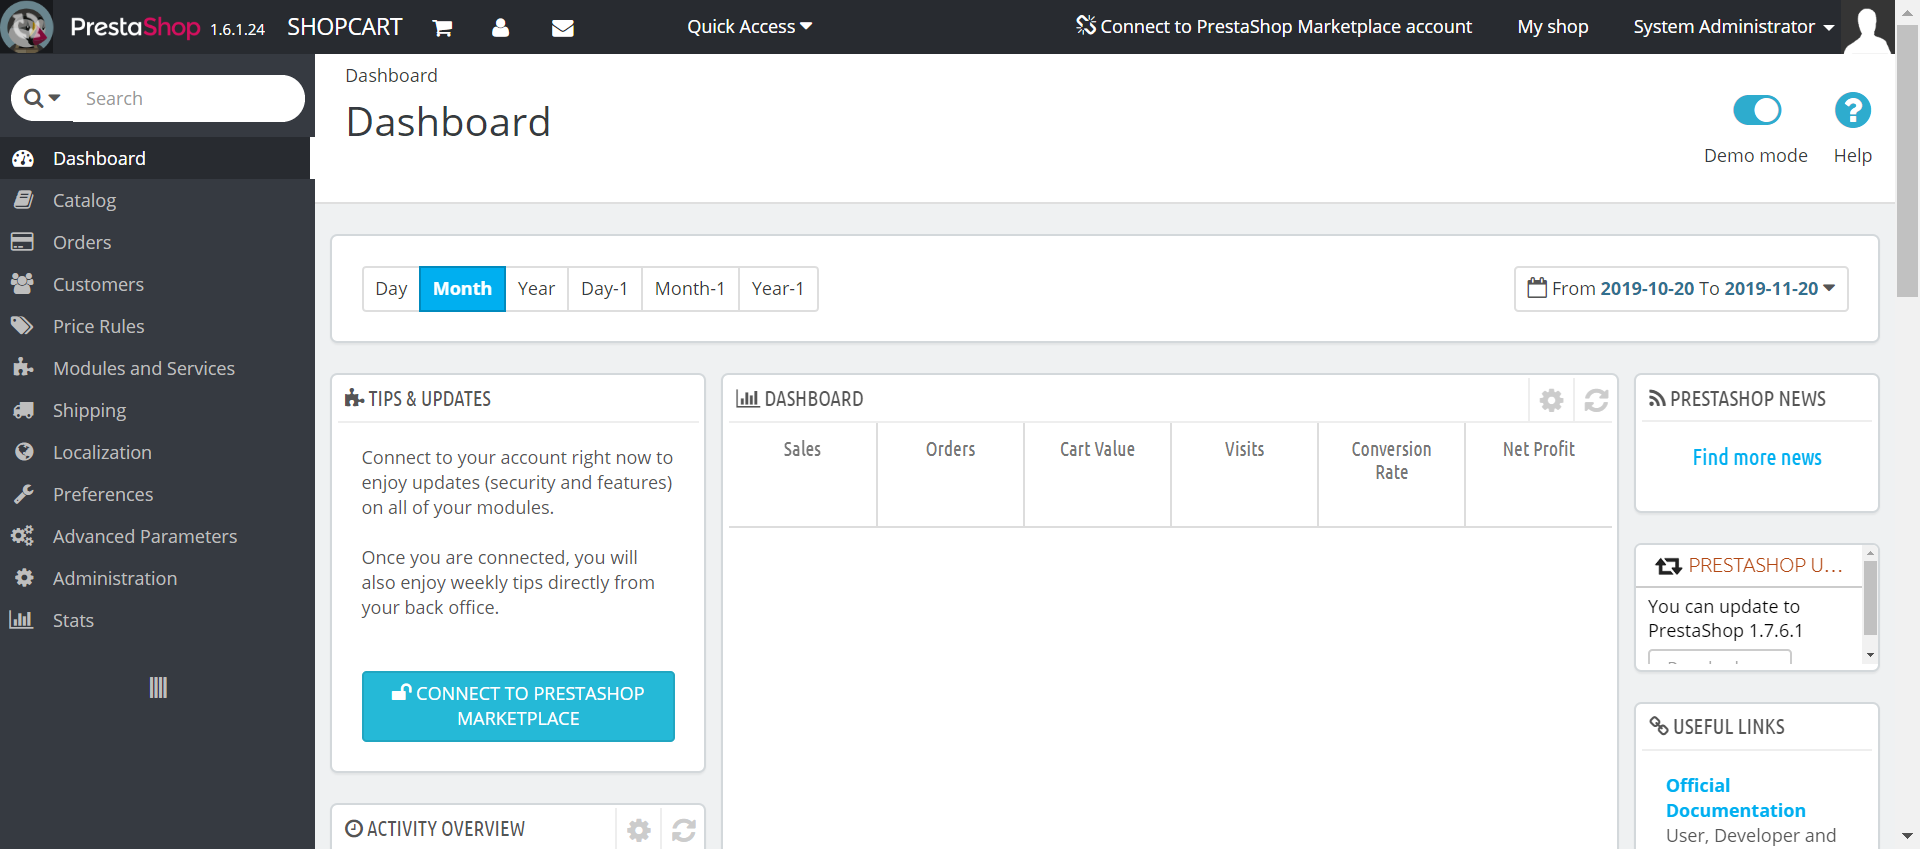 PrestaShop 1.6.1.24 SHOPCART Quick Access Connect to PrestaShop Marketplace account My shop System Administrator
Search
Dashboard
Catalog
Orders
Customers
Price Rules
Modules and Services
Shipping
Localization
Preferences
Advanced Parameters
Administration
Stats
Dashboard
Dashboard
Demo mode Help
Day Month Year Day-1 Month-1 Year-1
From 2019-10-20 To 2019-11-20
TIPS & UPDATES
Connect to your account right now to
enjoy updates (security and features)
on all of your modules.
Once you are connected, you will
also enjoy weekly tips directly from
your back office.
CONNECT TO PRESTASHOP
MARKETPLACE
ACTIVITY OVERVIEW
DASHBOARD
Sales Orders Cart Value Visits Conversion Net Profit
Rate
PRESTASHOP NEWS
Find more news
PRESTASHOP U...
You can update to
PrestaShop 1.7.6.1
USEFUL LINKS
Official
Documentation
User, Developer and